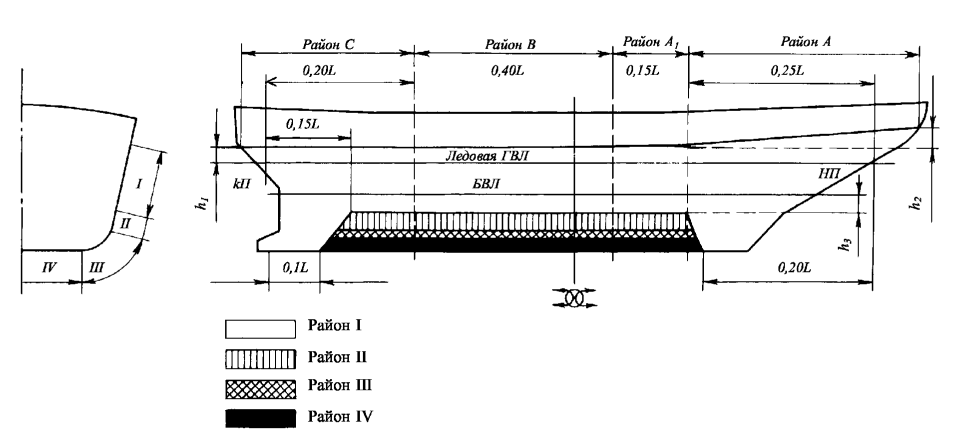 Район C Район B Район A₁ Район A
0,20L 0,40L 0,15L 0,25L
0,15L
Ледовая ГВЛ
kП НП
БВЛ
h₁ h₂ h₃
I
II
IV III
0,1L 0,20L
Район I
Район II
Район III
Район IV